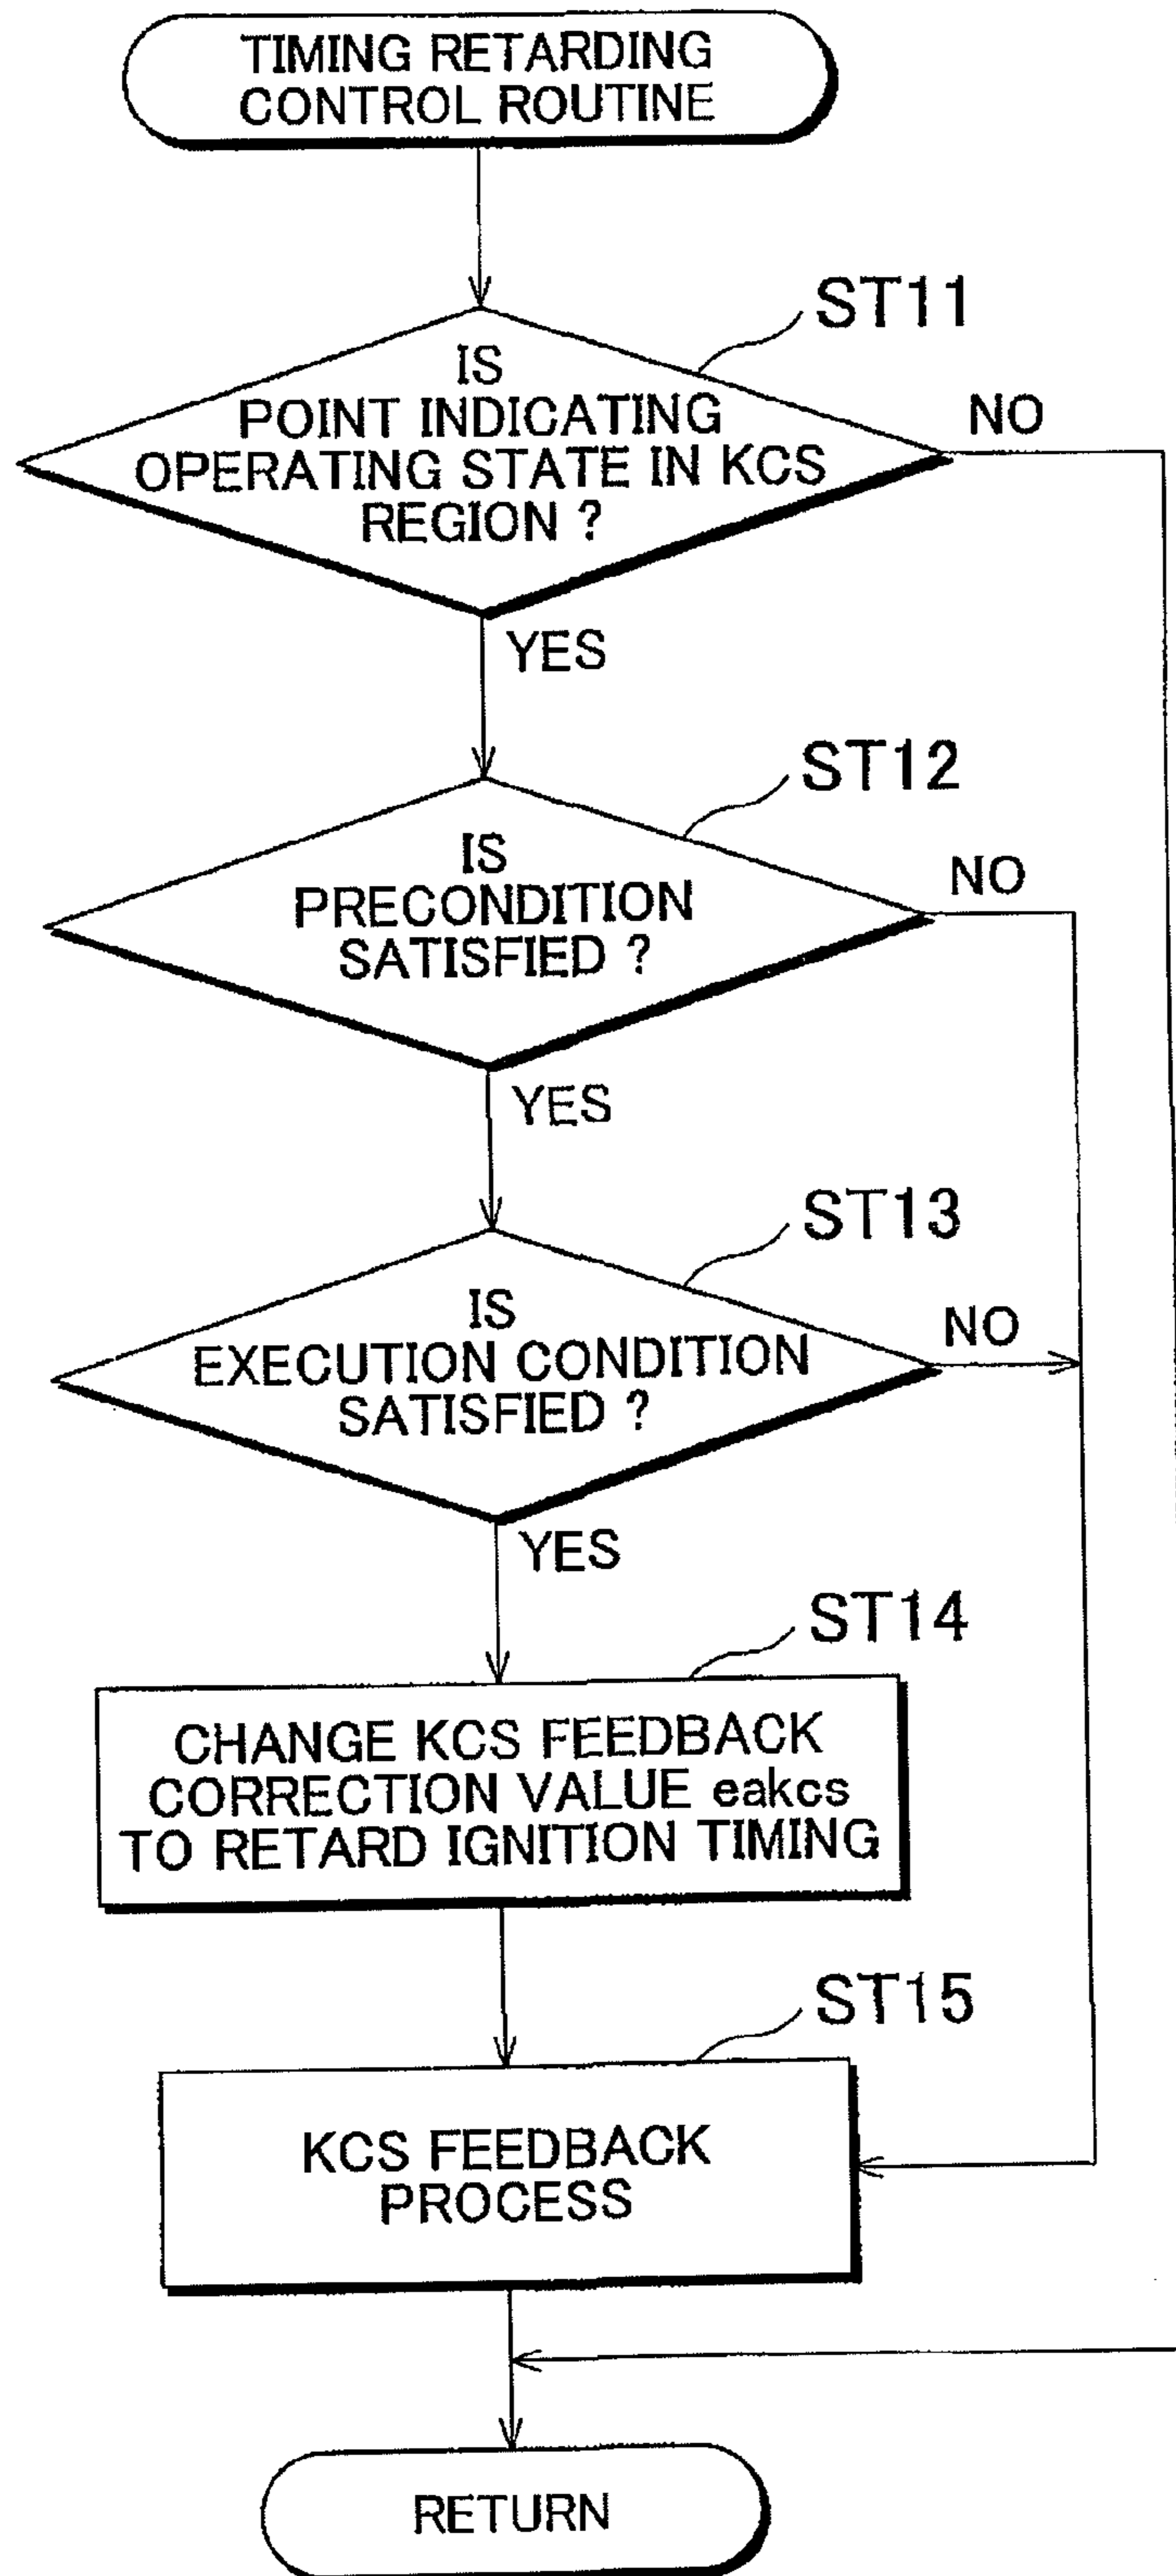 TIMING RETARDING
CONTROL ROUTINE
ST11
IS
POINT INDICATING
OPERATING STATE IN KCS
REGION ?
NO
YES
ST12
IS
PRECONDITION
SATISFIED ?
NO
YES
ST13
IS
EXECUTION CONDITION
SATISFIED ?
NO
YES
ST14
CHANGE KCS FEEDBACK
CORRECTION VALUE eakcs
TO RETARD IGNITION TIMING
ST15
KCS FEEDBACK
PROCESS
RETURN